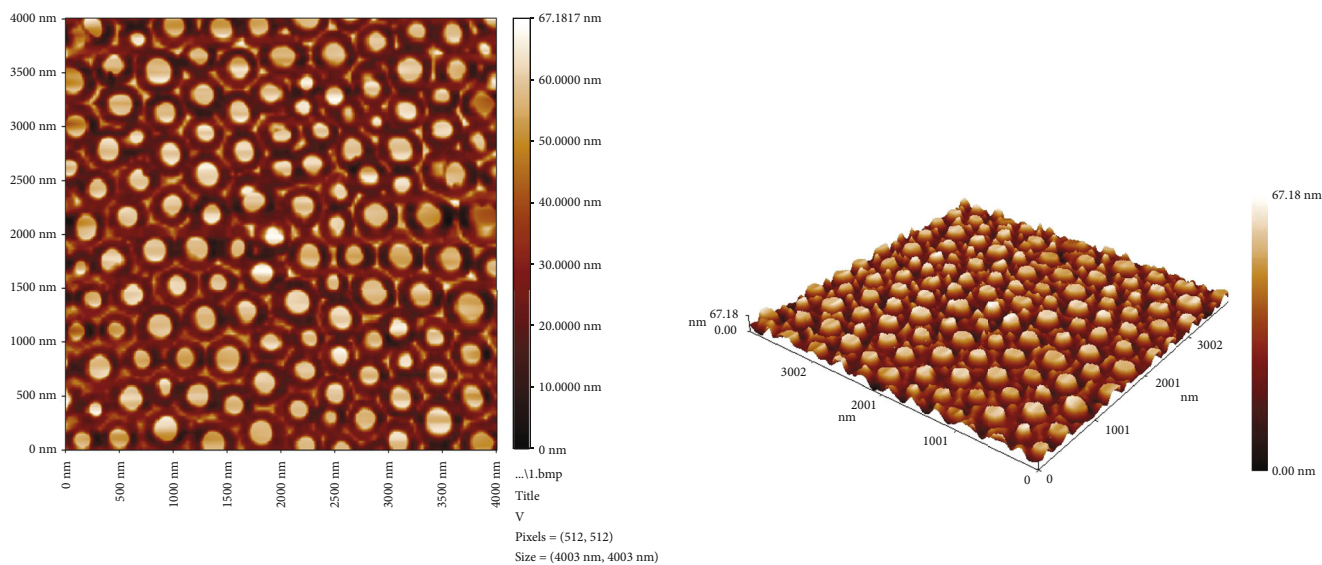 4000 nm
3500 nm
3000 nm
2500 nm
2000 nm
1500 nm
1000 nm
500 nm
0 nm
0 nm
500 nm
1000 nm
1500 nm
2000 nm
2500 nm
3000 nm
3500 nm
4000 nm
67.1817 nm
60.0000 nm
50.0000 nm
40.0000 nm
30.0000 nm
20.0000 nm
10.0000 nm
0 nm
...\1.bmp
Title
V
Pixels = (512, 512)
Size = (4003 nm, 4003 nm)
nm
67.18
0.00
3002
2001
nm
1001
0
0
1001
nm
2001
3002
67.18 nm
0.00 nm